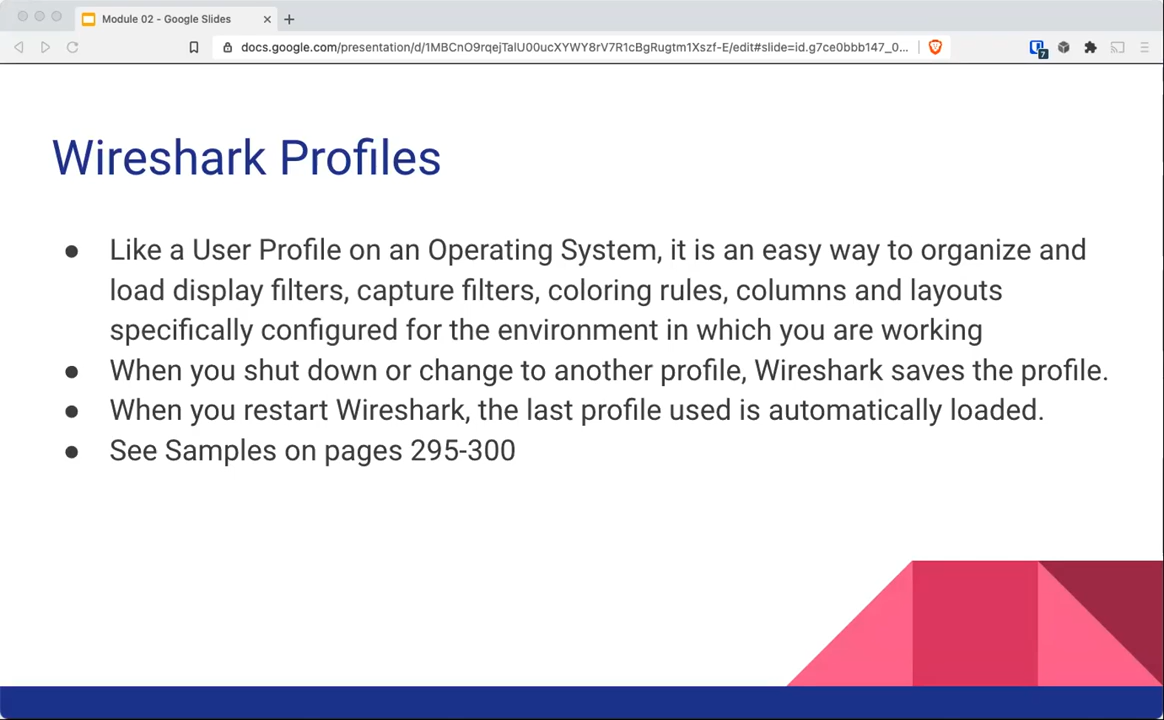 Module 02 - Google Slides
docs.google.com/presentation/d/1MBCnO9rqejTalU00ucXYWY8rV7R1cBgRugtm1Xszf-E/edit#slide=id.g7ce0bbb147_0...
7
Wireshark Profiles
● Like a User Profile on an Operating System, it is an easy way to organize and
load display filters, capture filters, coloring rules, columns and layouts
specifically configured for the environment in which you are working
● When you shut down or change to another profile, Wireshark saves the profile.
● When you restart Wireshark, the last profile used is automatically loaded.
● See Samples on pages 295-300